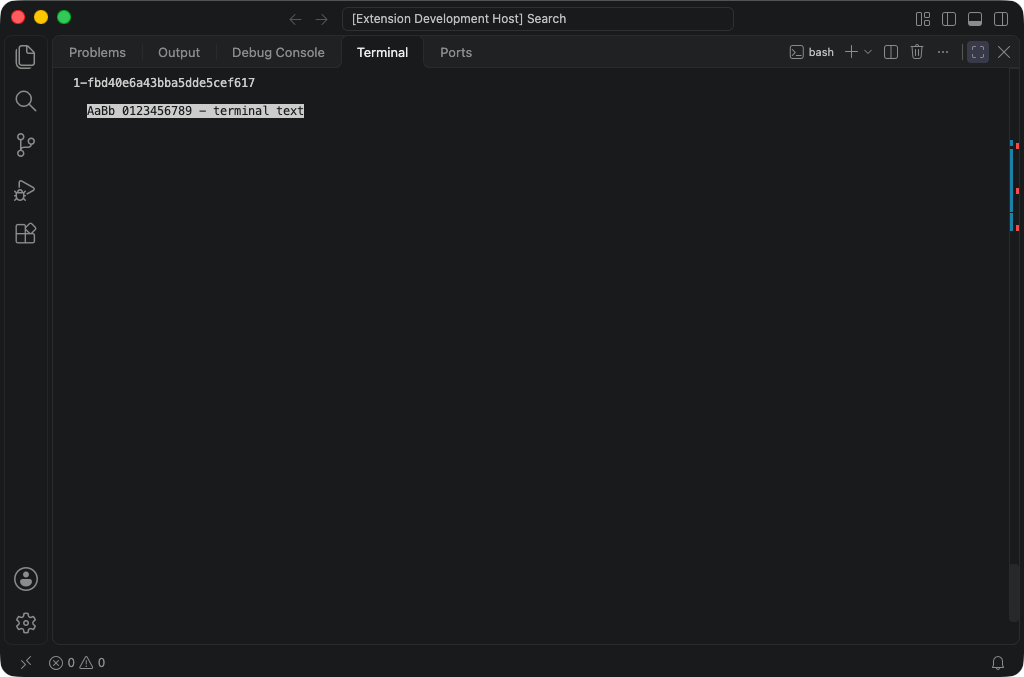 [Extension Development Host] Search
Problems
Output
Debug Console
Terminal
Ports
bash
1-fbd40e6a43bba5dde5cef617
AaBb 0123456789 - terminal text
0
0